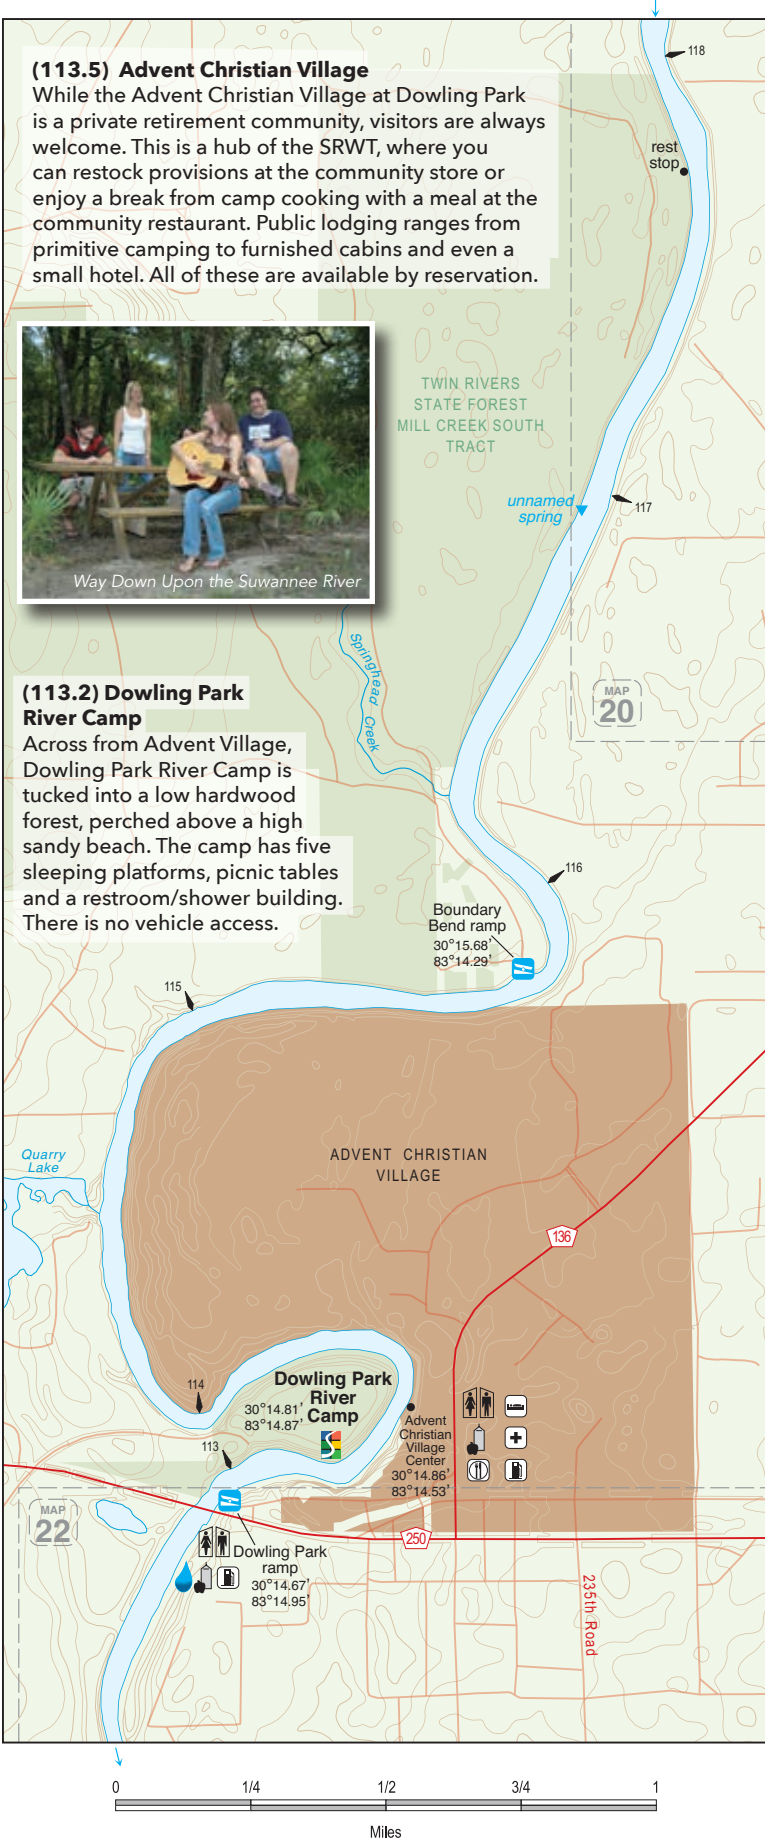 (113.5) Advent Christian Village
While the Advent Christian Village at Dowling Park
is a private retirement community, visitors are always
welcome. This is a hub of the SRWT, where you
can restock provisions at the community store or
enjoy a break from camp cooking with a meal at the
community restaurant. Public lodging ranges from
primitive camping to furnished cabins and even a
small hotel. All of these are available by reservation.
118
rest
stop
TWIN RIVERS
STATE FOREST
MILL CREEK SOUTH
TRACT
unnamed
spring
117
Way Down Upon the Suwannee River
Springhead Creek
MAP
20
(113.2) Dowling Park
River Camp
Across from Advent Village,
Dowling Park River Camp is
tucked into a low hardwood
forest, perched above a high
sandy beach. The camp has five
sleeping platforms, picnic tables
and a restroom/shower building.
There is no vehicle access.
116
Boundary
Bend ramp
30°15.68'
83°14.29'
115
Quarry
Lake
ADVENT CHRISTIAN
VILLAGE
136
114
Dowling Park
River
Camp
30°14.81'
83°14.87'
113
Advent
Christian
Village
Center
30°14.86'
83°14.53'
MAP
22
250
Dowling Park
ramp
30°14.67'
83°14.95'
235th Road
0 1/4 1/2 3/4 1
Miles